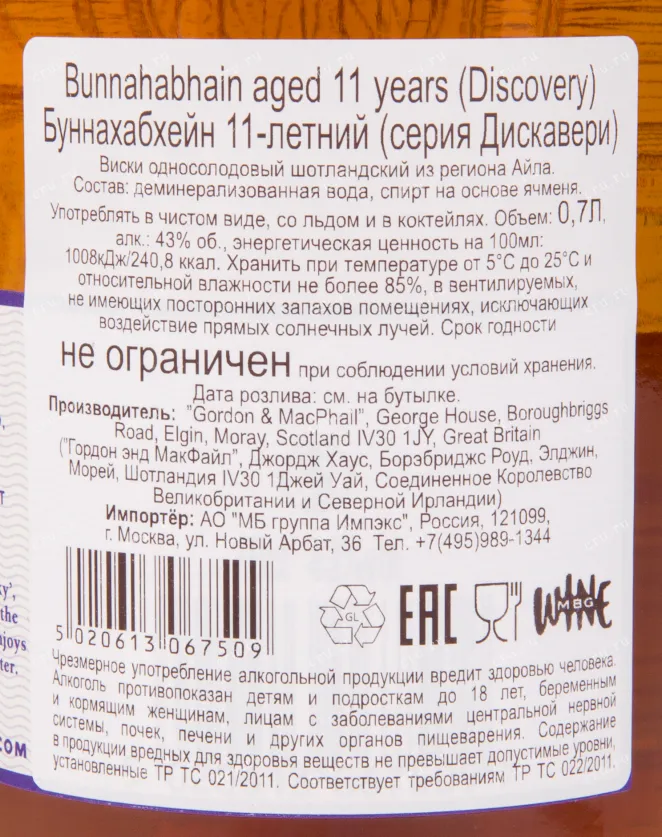 Bunnahabhain aged 11 years (Discovery)
Буннахабхейн 11-летний (серия Дискавери)
Виски односолодовый шотландский из региона Айла.
Состав: деминерализованная вода, спирт на основе ячменя.
Употреблять в чистом виде, со льдом и в коктейлях. Объем: 0,7Л,
алк.: 43% об., энергетическая ценность на 100мл:
1008кДж/240,8 ккал. Хранить при температуре от 5°C до 25°C и
относительной влажности не более 85%, в вентилируемых,
не имеющих посторонних запахов помещениях, исключающих
воздействие прямых солнечных лучей. Срок годности
не ограничен при соблюдении условий хранения.
Дата розлива: см. на бутылке.
Производитель: "Gordon & MacPhail", George House, Boroughbriggs
Road, Elgin, Moray, Scotland IV30 1JY, Great Britain
("Гордон энд МакФайл", Джордж Хаус, Борэбриджс Роуд, Элджин,
Морей, Шотландия IV30 1Джей Уай, Соединенное Королевство
Великобритании и Северной Ирландии)
Импортёр: АО "МБ группа Импэкс", Россия, 121099,
г. Москва, ул. Новый Арбат, 36 Тел. +7(495)989-1344
5 020613 067509
GL
EAC
WINE
MBG
Чрезмерное употребление алкогольной продукции вредит здоровью человека.
Алкоголь противопоказан детям и подросткам до 18 лет, беременным
и кормящим женщинам, лицам с заболеваниями центральной нервной
системы, почек, печени и других органов пищеварения. Содержание
в продукции вредных для здоровья веществ не превышает допустимые уровни,
установленные ТР ТС 021/2011. Соответствует требованиям ТР ТС 022/2011.
the
ter.
COM